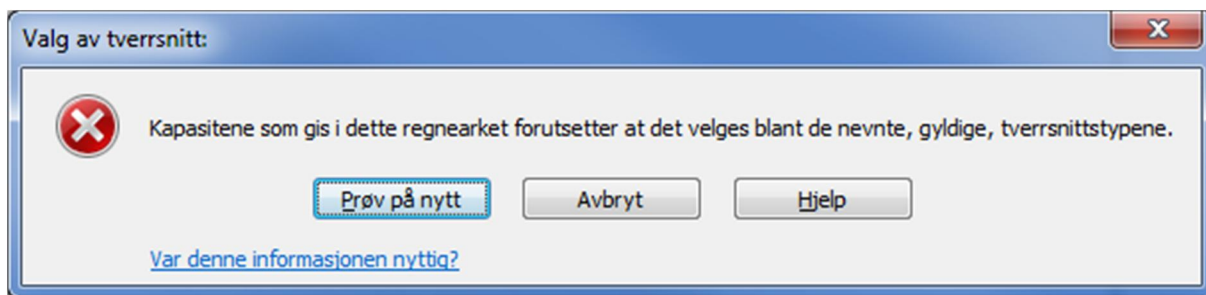 Valg av tverrsnitt:
Kapasitene som gis i dette regnearket forutsetter at det velges blant de nevnte, gyldige, tverrsnittstypene.
Prøv på nytt
Avbryt
Hjelp
Var denne informasjonen nyttig?